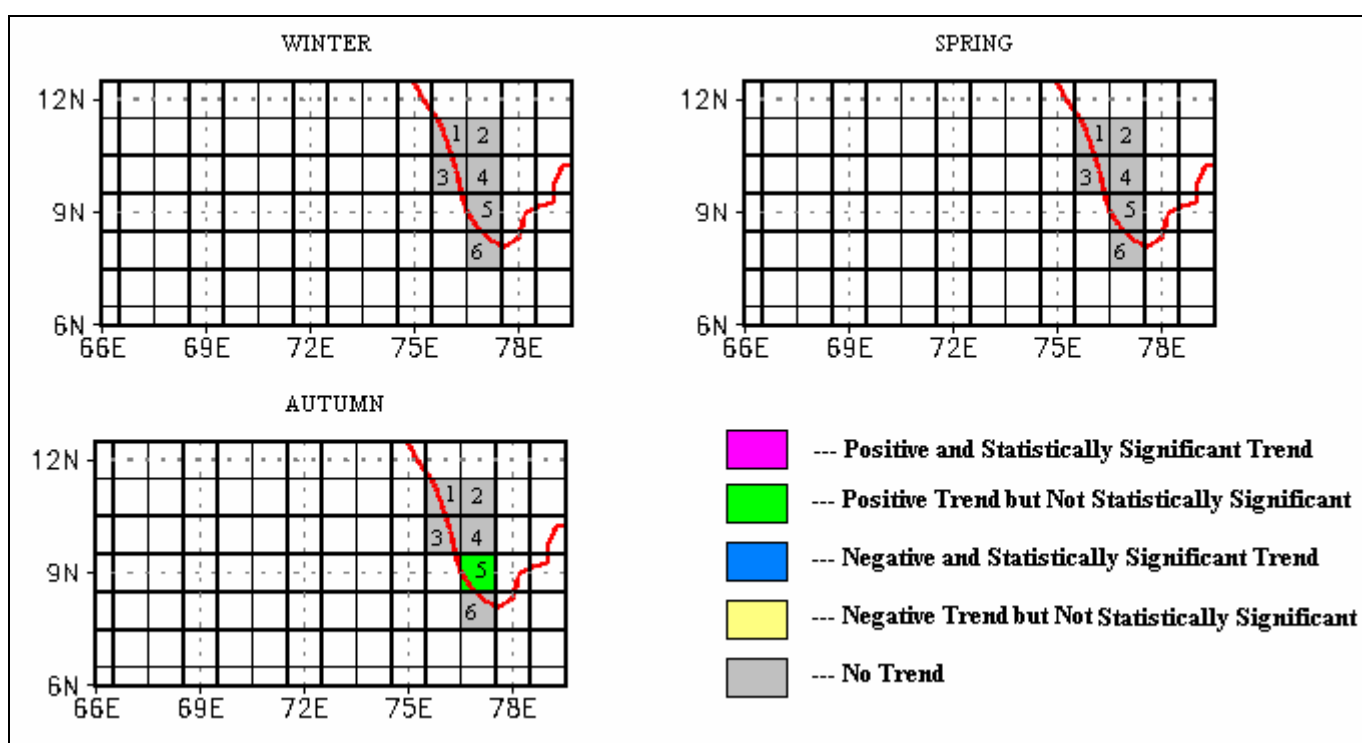 WINTER
12N
1 2
3 4
9N
5
6
6N
66E 69E 72E 75E 78E
SPRING
12N
1 2
3 4
9N
5
6
6N
66E 69E 72E 75E 78E
AUTUMN
12N
1 2
3 4
9N
5
6
6N
66E 69E 72E 75E 78E
--- Positive and Statistically Significant Trend
--- Positive Trend but Not Statistically Significant
--- Negative and Statistically Significant Trend
--- Negative Trend but Not Statistically Significant
--- No Trend